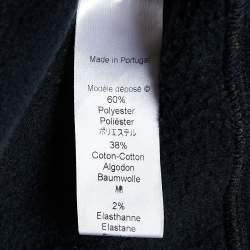 Made in Portugal
Modèle déposé ©
60%
Polyester
Poliéster
ポリエステル
38%
Coton-Cotton
Algodon
Baumwolle
綿
2%
Elasthanne
Elastane